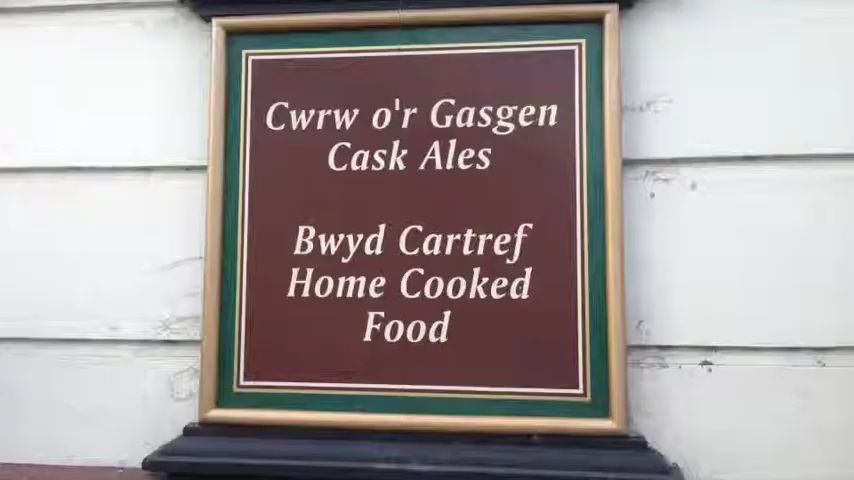 Cwrw o'r Gasgen
Cask Ales
Bwyd Cartref
Home Cooked
Food